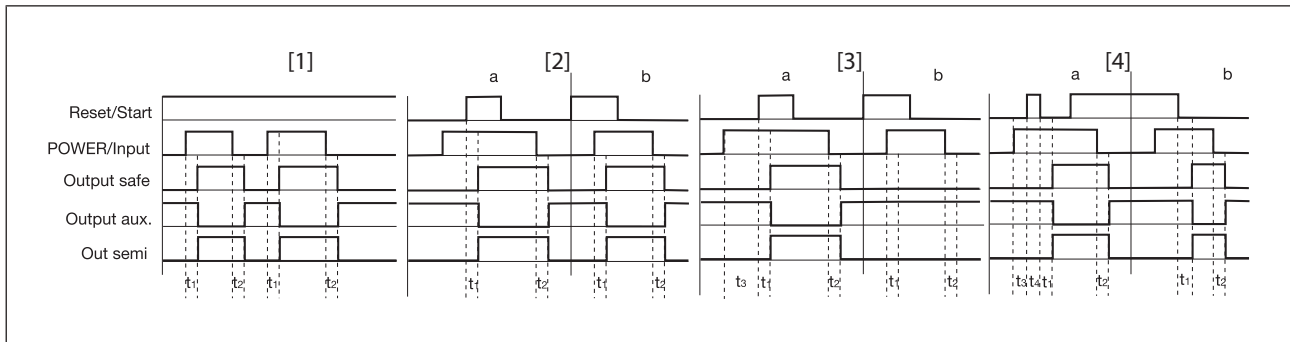 [1] [2] [3] [4]
a b a b a b
Reset/Start
POWER/Input
Output safe
Output aux.
Out semi
t1 t2 t1 t2 t1 t2 t1 t2 t3 t1 t2 t1 t2 t3 t4 t1 t2 t1 t2